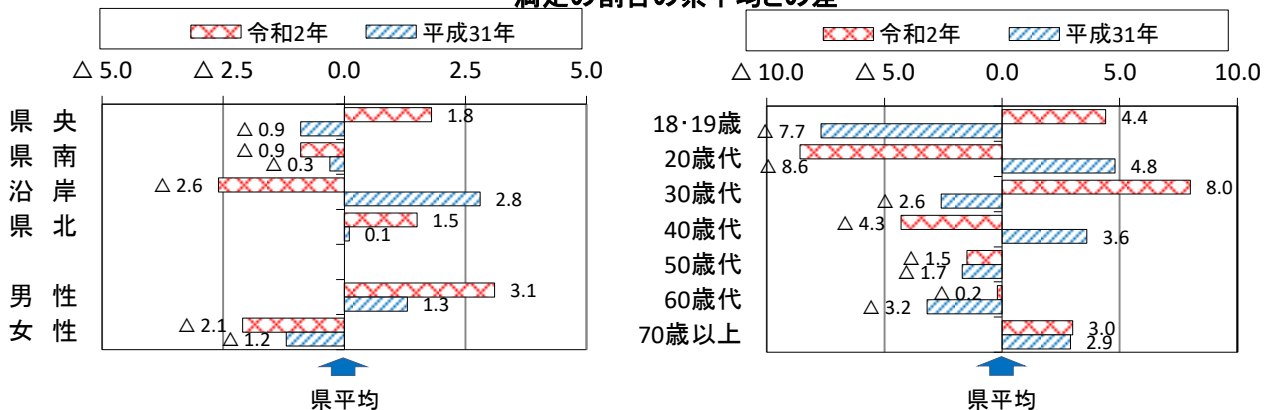 満足の割合の県平均との差
令和2年 平成31年
△ 5.0 △ 2.5 0.0 2.5 5.0
県 央 1.8
△ 0.9
県 南 △ 0.9
△ 0.3
沿 岸 △ 2.6
2.8
県 北 1.5
0.1
男 性 3.1
1.3
女 性 △ 2.1
△ 1.2
県平均
令和2年 平成31年
△ 10.0 △ 5.0 0.0 5.0 10.0
18･19歳 4.4
△ 7.7
20歳代 △ 8.6
4.8
30歳代 8.0
△ 2.6
40歳代 △ 4.3
3.6
50歳代 △ 1.5
△ 1.7
60歳代 △ 0.2
△ 3.2
70歳以上 3.0
2.9
県平均